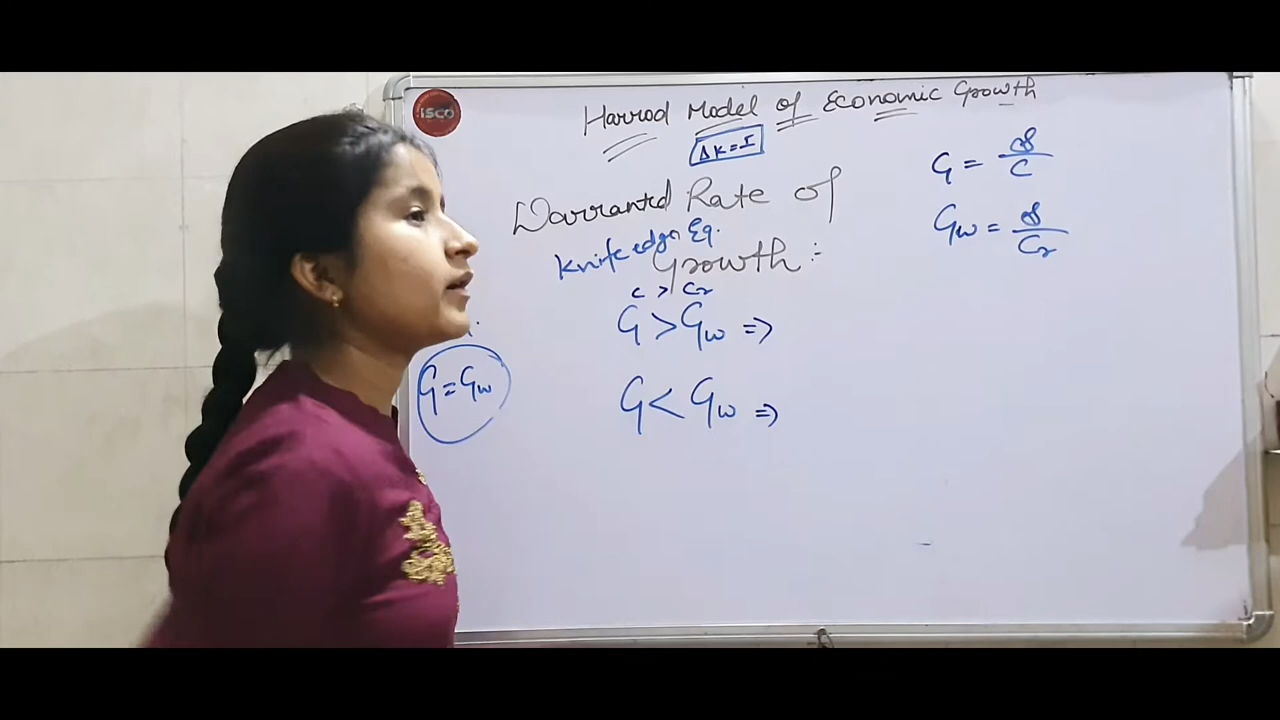 ISCO
Harrod Model of Economic Growth
ΔK=I
Warranted Rate of
Knife edge Eq.
Growth:-
G = s/C
Gw = s/Cr
C > Cr
G > Gw ⇒
G = Gw
G < Gw ⇒